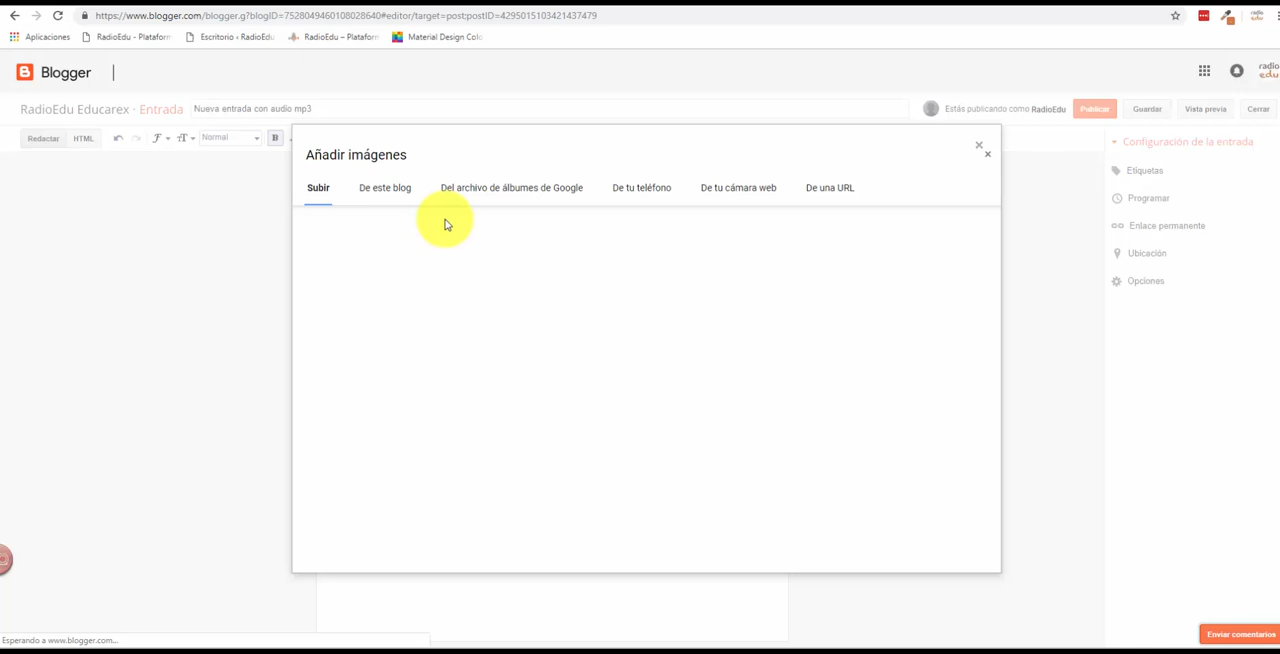 https://www.blogger.com/blogger.g?blogID=7528049460108028640#editor/target=post;postID=4295015103421437479
Aplicaciones RadioEdu - Plataform Escritorio ‹ RadioEdu RadioEdu – Plataform Material Design Colo
Blogger
radio
edu
RadioEdu Educarex · Entrada Nueva entrada con audio mp3 Estás publicando como RadioEdu Publicar Guardar Vista previa Cerrar
Redactar HTML Normal B
Añadir imágenes
Subir De este blog Del archivo de álbumes de Google De tu teléfono De tu cámara web De una URL
Configuración de la entrada
Etiquetas
Programar
Enlace permanente
Ubicación
Opciones
Esperando a www.blogger.com...
Enviar comentarios